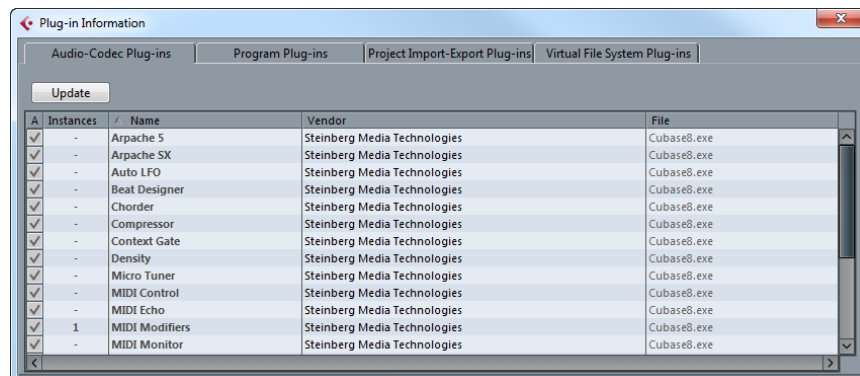 Plug-in Information
Audio-Codec Plug-ins Program Plug-ins Project Import-Export Plug-ins Virtual File System Plug-ins
Update
A Instances Name Vendor File
- Arpache 5 Steinberg Media Technologies Cubase8.exe
- Arpache SX Steinberg Media Technologies Cubase8.exe
- Auto LFO Steinberg Media Technologies Cubase8.exe
- Beat Designer Steinberg Media Technologies Cubase8.exe
- Chorder Steinberg Media Technologies Cubase8.exe
- Compressor Steinberg Media Technologies Cubase8.exe
- Context Gate Steinberg Media Technologies Cubase8.exe
- Density Steinberg Media Technologies Cubase8.exe
- Micro Tuner Steinberg Media Technologies Cubase8.exe
- MIDI Control Steinberg Media Technologies Cubase8.exe
- MIDI Echo Steinberg Media Technologies Cubase8.exe
1 MIDI Modifiers Steinberg Media Technologies Cubase8.exe
- MIDI Monitor Steinberg Media Technologies Cubase8.exe